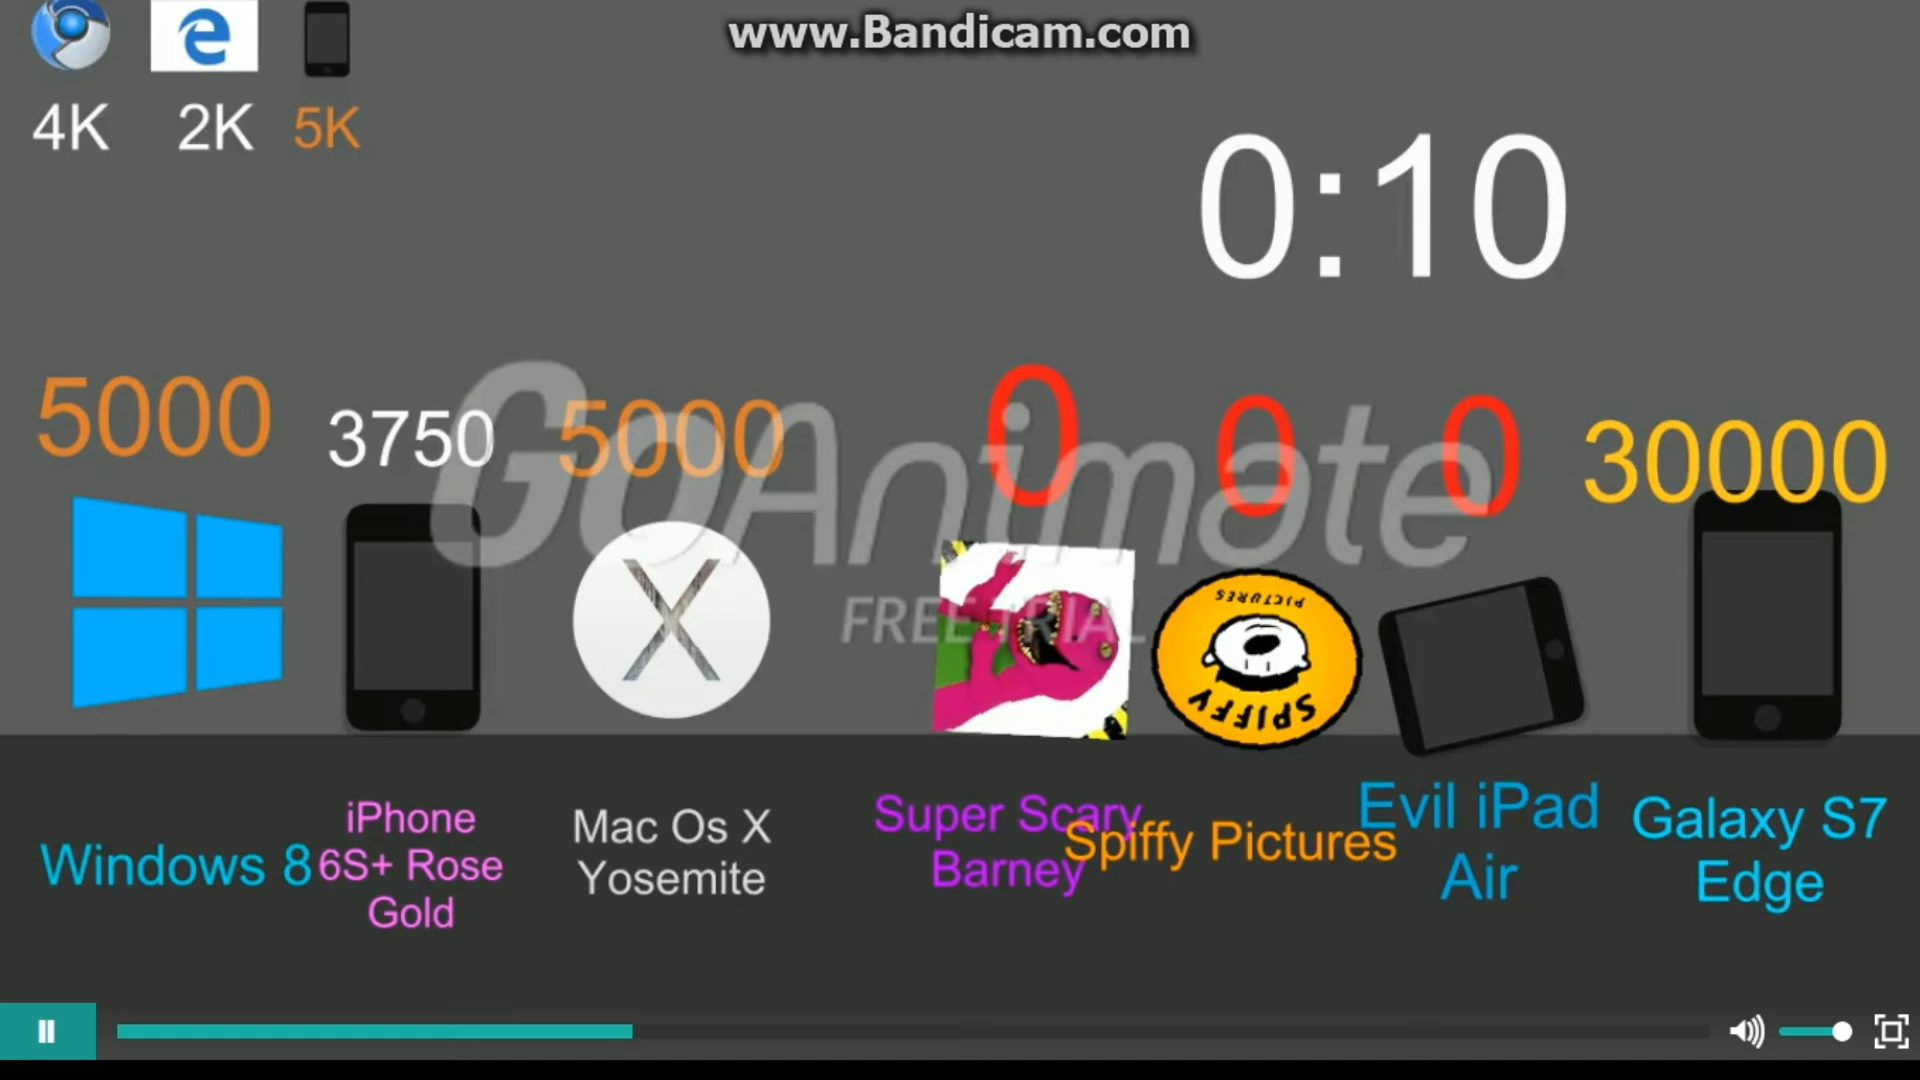 www.Bandicam.com
4K 2K 5K
0:10
5000 3750 5000 0 0 0 30000
GoAnimate
FREE TRIAL
PICTURES
SPIFFY
X
Windows 8
iPhone
6S+ Rose
Gold
Mac Os X
Yosemite
Super Scary
Barney
Spiffy Pictures
Evil iPad
Air
Galaxy S7
Edge